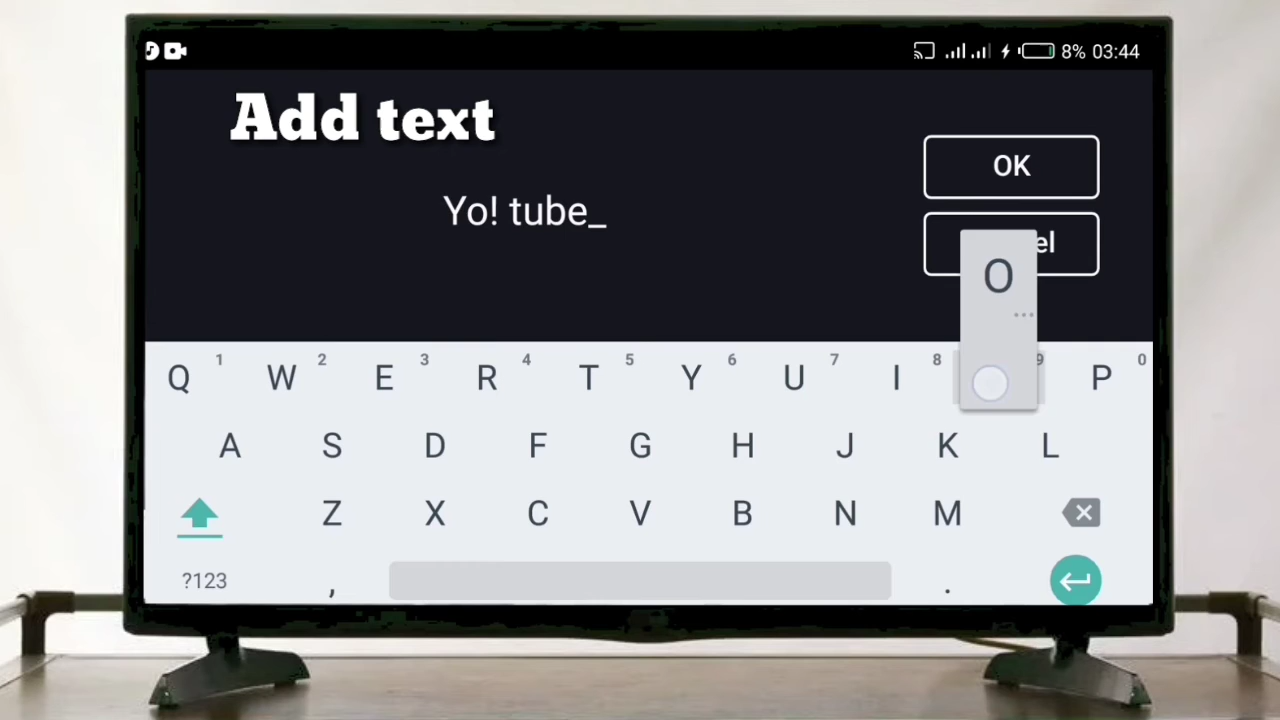 8% 03:44
Add text
OK
Yo! tube_
el
O
Q 1 W 2 E 3 R 4 T 5 Y 6 U 7 I 8 9 P 0
A S D F G H J K L
Z X C V B N M
?123 , .